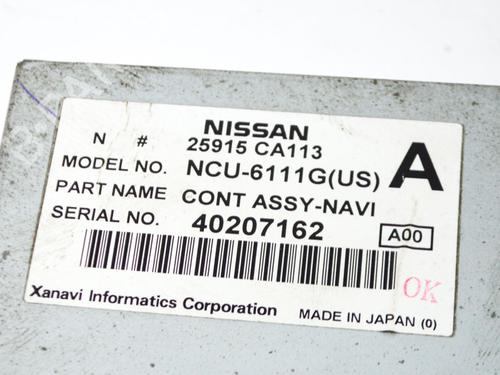 NISSAN
N # 25915 CA113
MODEL NO. NCU-6111G(US)
A
PART NAME CONT ASSY-NAVI
SERIAL NO. 40207162
A00
OK
Xanavi Informatics Corporation
MADE IN JAPAN (0)